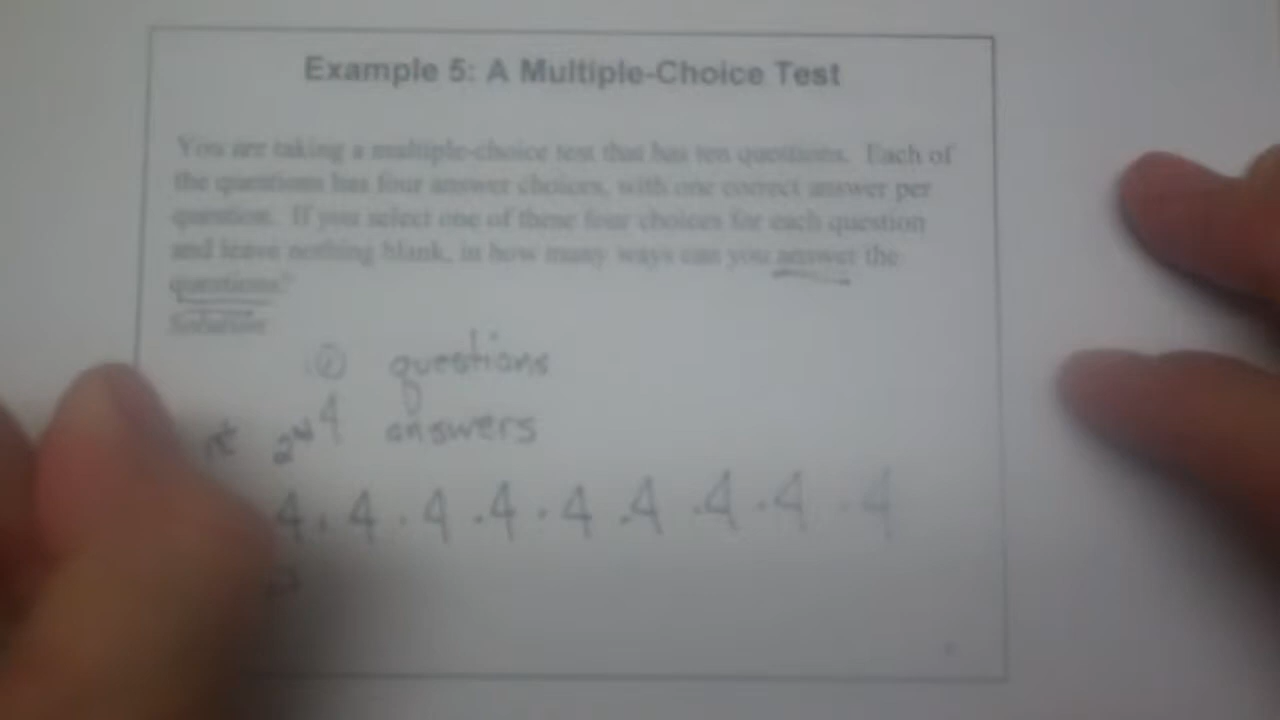 Example 5: A Multiple-Choice Test
You are taking a multiple-choice test that has ten questions. Each of
the questions has four answer choices, with one correct answer per
question. If you select one of these four choices for each question
and leave nothing blank, in how many ways can you answer the
questions?
Solution
questions
4 answers
2nd
4 . 4 . 4 . 4 . 4 . 4 . 4 . 4 . 4